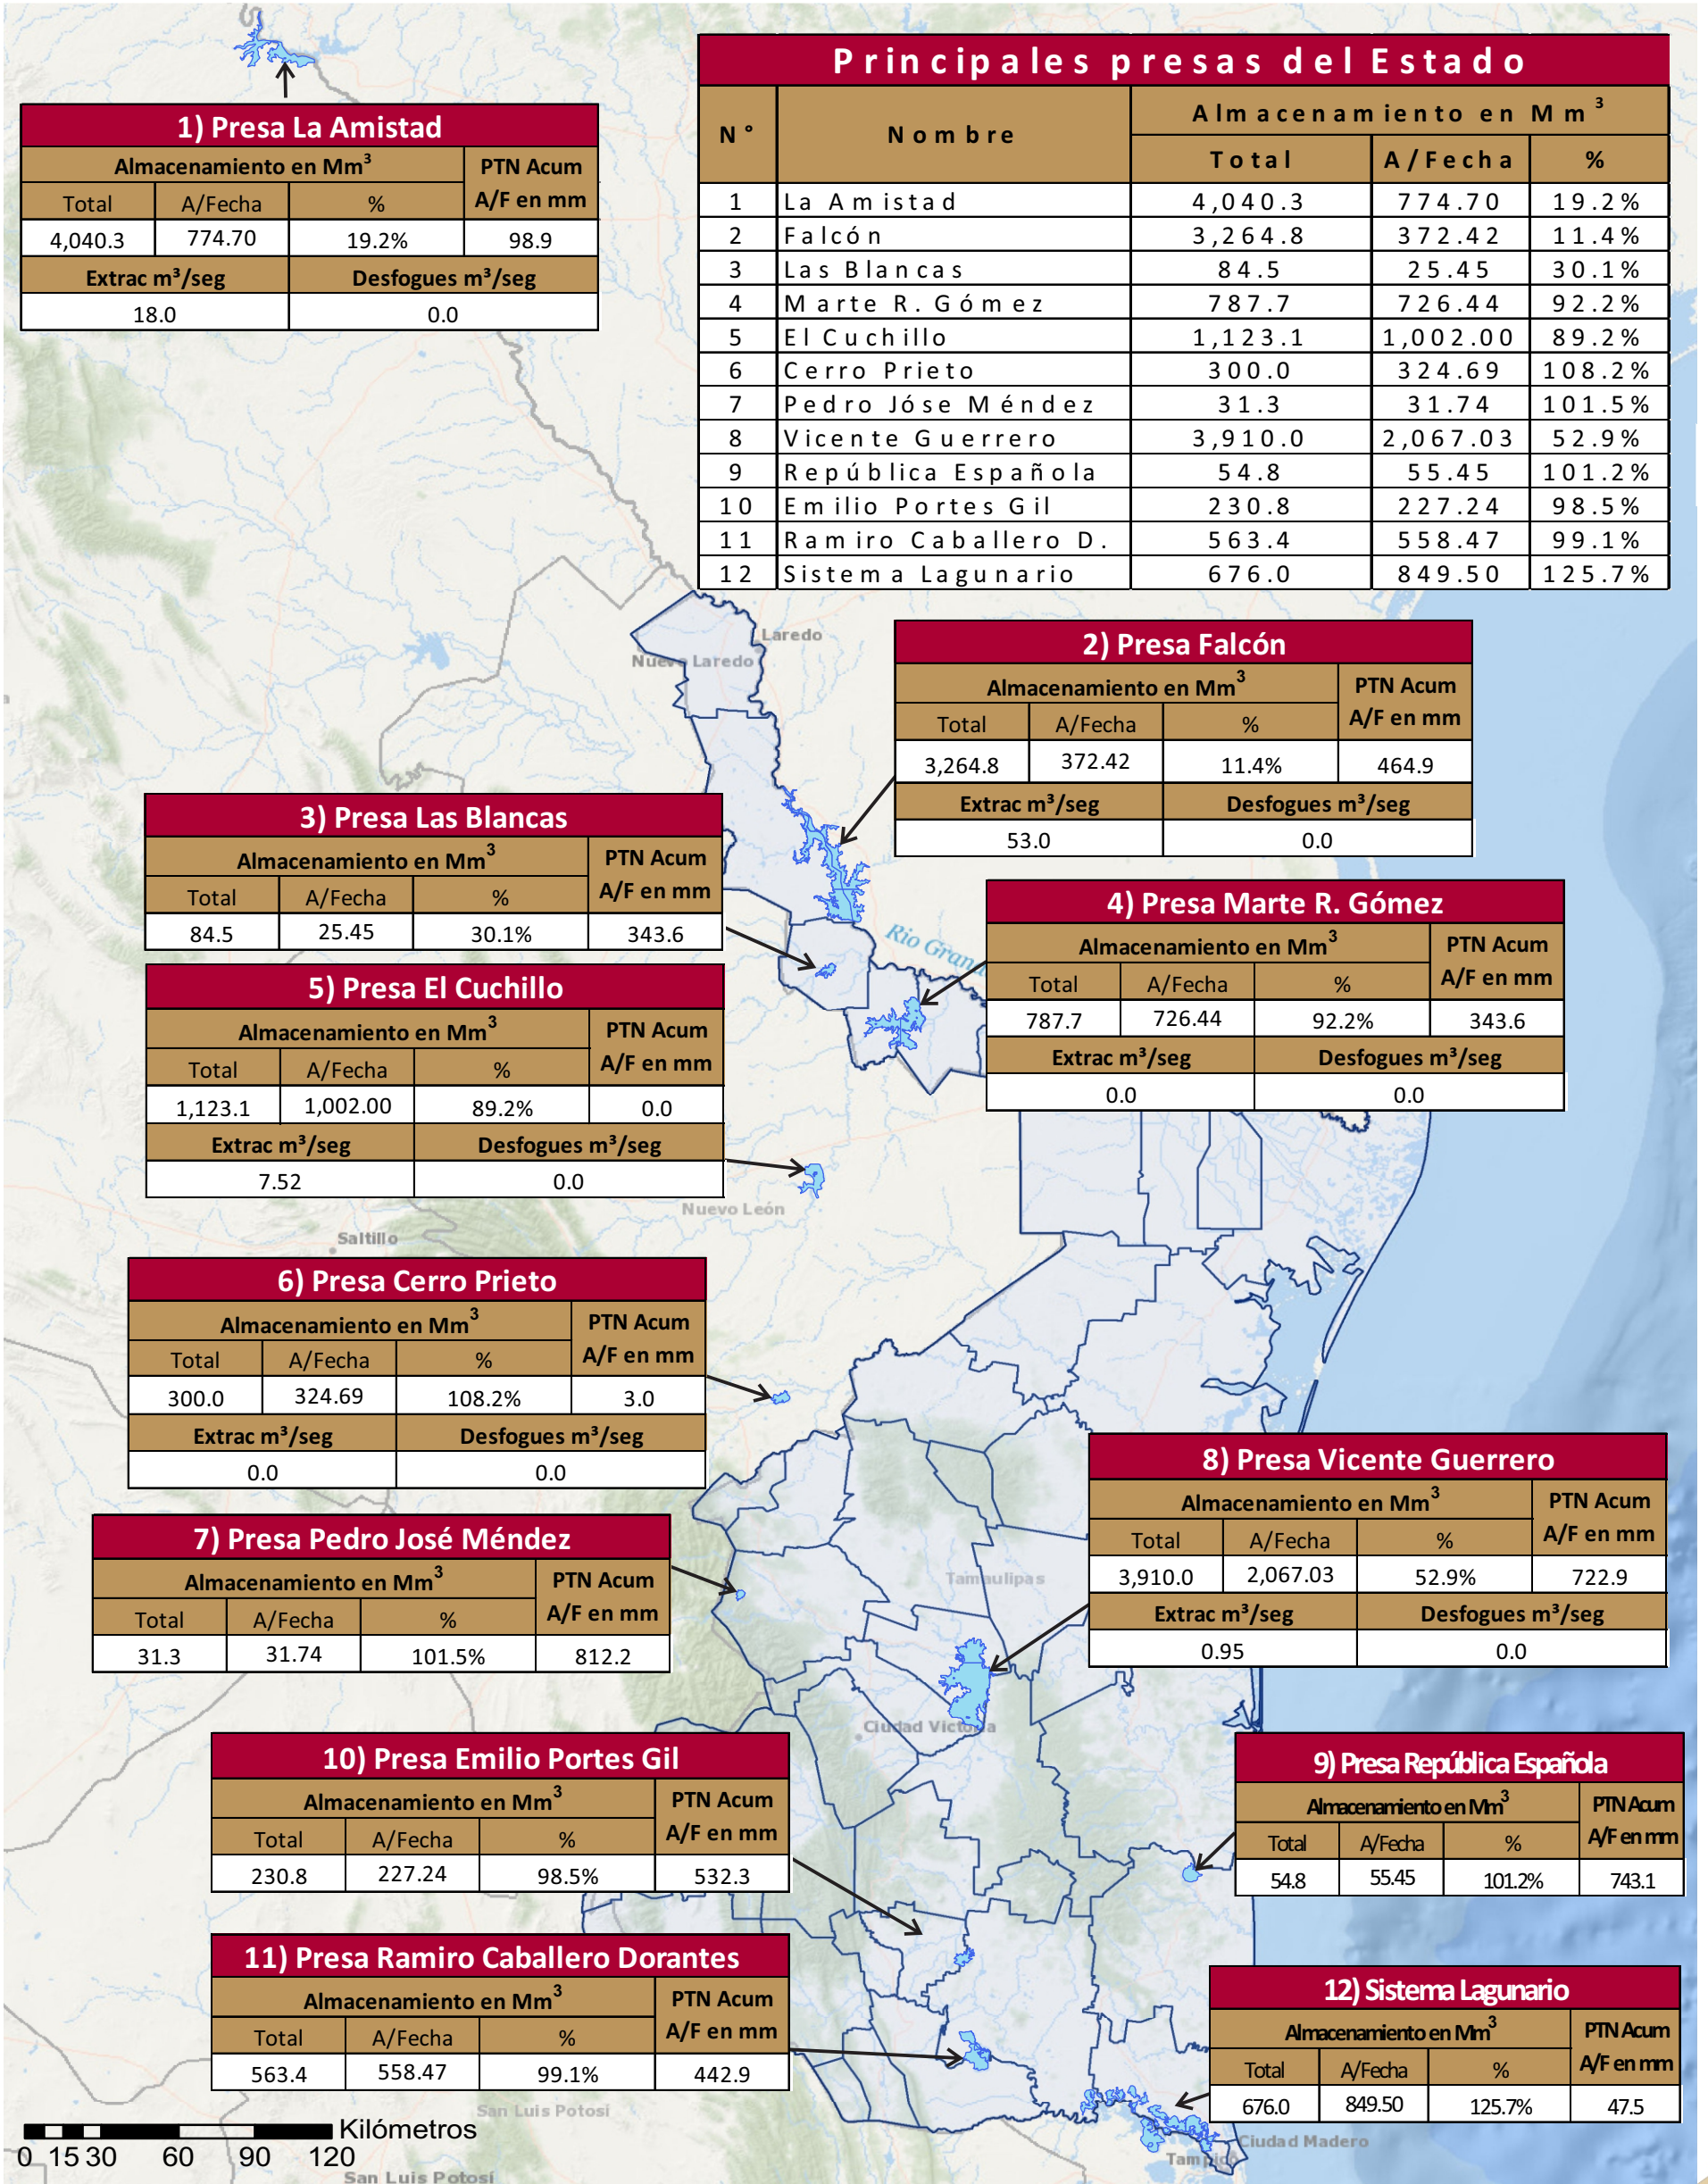 Principales presas del Estado
N° Nombre Almacenamiento en Mm³
Total A/Fecha %
1 La Amistad 4,040.3 774.70 19.2%
2 Falcón 3,264.8 372.42 11.4%
3 Las Blancas 84.5 25.45 30.1%
4 Marte R. Gómez 787.7 726.44 92.2%
5 El Cuchillo 1,123.1 1,002.00 89.2%
6 Cerro Prieto 300.0 324.69 108.2%
7 Pedro Jóse Méndez 31.3 31.74 101.5%
8 Vicente Guerrero 3,910.0 2,067.03 52.9%
9 República Española 54.8 55.45 101.2%
10 Emilio Portes Gil 230.8 227.24 98.5%
11 Ramiro Caballero D. 563.4 558.47 99.1%
12 Sistema Lagunario 676.0 849.50 125.7%
1) Presa La Amistad
Almacenamiento en Mm³ PTN Acum
Total A/Fecha % A/F en mm
4,040.3 774.70 19.2% 98.9
Extrac m³/seg Desfogues m³/seg
18.0 0.0
Laredo
Nuevo Laredo
2) Presa Falcón
Almacenamiento en Mm³ PTN Acum
Total A/Fecha % A/F en mm
3,264.8 372.42 11.4% 464.9
Extrac m³/seg Desfogues m³/seg
53.0 0.0
3) Presa Las Blancas
Almacenamiento en Mm³ PTN Acum
Total A/Fecha % A/F en mm
84.5 25.45 30.1% 343.6
Rio Gran
4) Presa Marte R. Gómez
Almacenamiento en Mm³ PTN Acum
Total A/Fecha % A/F en mm
787.7 726.44 92.2% 343.6
Extrac m³/seg Desfogues m³/seg
0.0 0.0
5) Presa El Cuchillo
Almacenamiento en Mm³ PTN Acum
Total A/Fecha % A/F en mm
1,123.1 1,002.00 89.2% 0.0
Extrac m³/seg Desfogues m³/seg
7.52 0.0
Nuevo León
Saltillo
6) Presa Cerro Prieto
Almacenamiento en Mm³ PTN Acum
Total A/Fecha % A/F en mm
300.0 324.69 108.2% 3.0
Extrac m³/seg Desfogues m³/seg
0.0 0.0
7) Presa Pedro José Méndez
Almacenamiento en Mm³ PTN Acum
Total A/Fecha % A/F en mm
31.3 31.74 101.5% 812.2
8) Presa Vicente Guerrero
Almacenamiento en Mm³ PTN Acum
Total A/Fecha % A/F en mm
3,910.0 2,067.03 52.9% 722.9
Extrac m³/seg Desfogues m³/seg
0.95 0.0
Tamaulipas
Ciudad Victoria
10) Presa Emilio Portes Gil
Almacenamiento en Mm³ PTN Acum
Total A/Fecha % A/F en mm
230.8 227.24 98.5% 532.3
9) Presa República Española
Almacenamiento en Mm³ PTN Acum
Total A/Fecha % A/F en mm
54.8 55.45 101.2% 743.1
11) Presa Ramiro Caballero Dorantes
Almacenamiento en Mm³ PTN Acum
Total A/Fecha % A/F en mm
563.4 558.47 99.1% 442.9
12) Sistema Lagunario
Almacenamiento en Mm³ PTN Acum
Total A/Fecha % A/F en mm
676.0 849.50 125.7% 47.5
San Luis Potosí
Ciudad Madero
Tampico
Kilómetros
0 15 30 60 90 120
San Luis Potosí